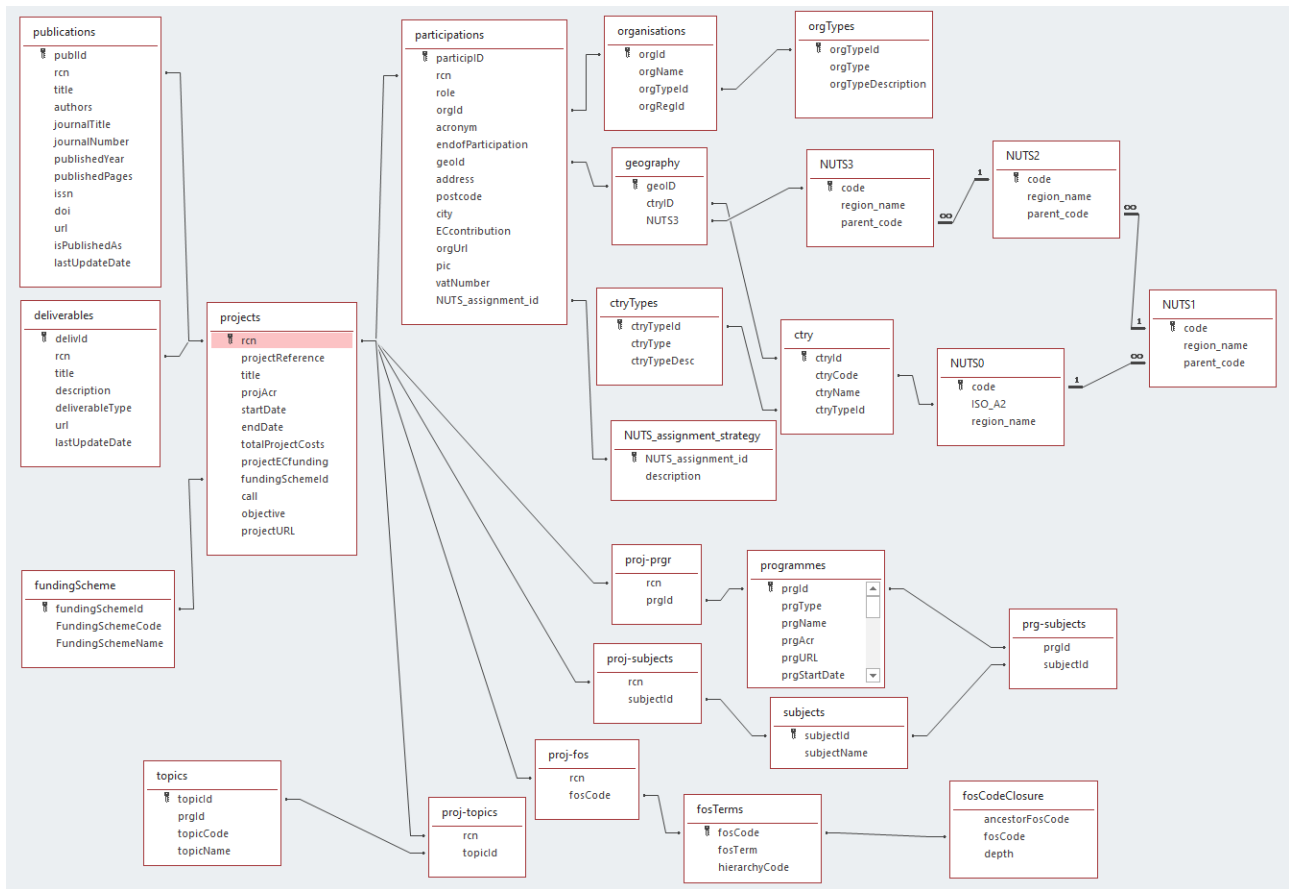 publications
publId
rcn
title
authors
journalTitle
journalNumber
publishedYear
publishedPages
issn
doi
url
isPublishedAs
lastUpdateDate
deliverables
delivId
rcn
title
description
deliverableType
url
lastUpdateDate
fundingScheme
fundingSchemeId
FundingSchemeCode
FundingSchemeName
projects
rcn
projectReference
title
projAcr
startDate
endDate
totalProjectCosts
projectECfunding
fundingSchemeId
call
objective
projectURL
participations
participID
rcn
role
orgId
acronym
endofParticipation
geoId
address
postcode
city
ECcontribution
orgUrl
pic
vatNumber
NUTS_assignment_id
organisations
orgId
orgName
orgTypeId
orgRegId
orgTypes
orgTypeId
orgType
orgTypeDescription
geography
geoID
ctryID
NUTS3
NUTS3
code
region_name
parent_code
∞
1
NUTS2
code
region_name
parent_code
∞
1
NUTS1
code
region_name
parent_code
∞
1
NUTS0
code
ISO_A2
region_name
ctryTypes
ctryTypeId
ctryType
ctryTypeDesc
ctry
ctryId
ctryCode
ctryName
ctryTypeId
NUTS_assignment_strategy
NUTS_assignment_id
description
proj-prgr
rcn
prgId
programmes
prgId
prgType
prgName
prgAcr
prgURL
prgStartDate
prg-subjects
prgId
subjectId
proj-subjects
rcn
subjectId
subjects
subjectId
subjectName
proj-fos
rcn
fosCode
fosTerms
fosCode
fosTerm
hierarchyCode
fosCodeClosure
ancestorFosCode
fosCode
depth
topics
topicId
prgId
topicCode
topicName
proj-topics
rcn
topicId